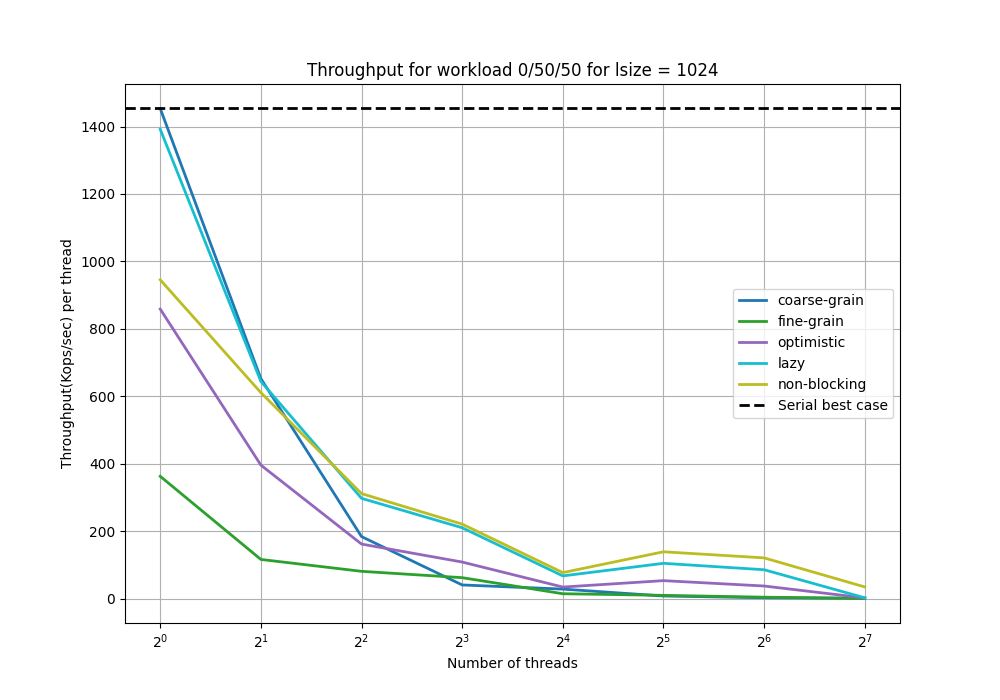 Throughput for workload 0/50/50 for lsize = 1024
Throughput(Kops/sec) per thread
1400
1200
1000
800
600
400
200
0
coarse-grain
fine-grain
optimistic
lazy
non-blocking
Serial best case
2⁰ 2¹ 2² 2³ 2⁴ 2⁵ 2⁶ 2⁷
Number of threads